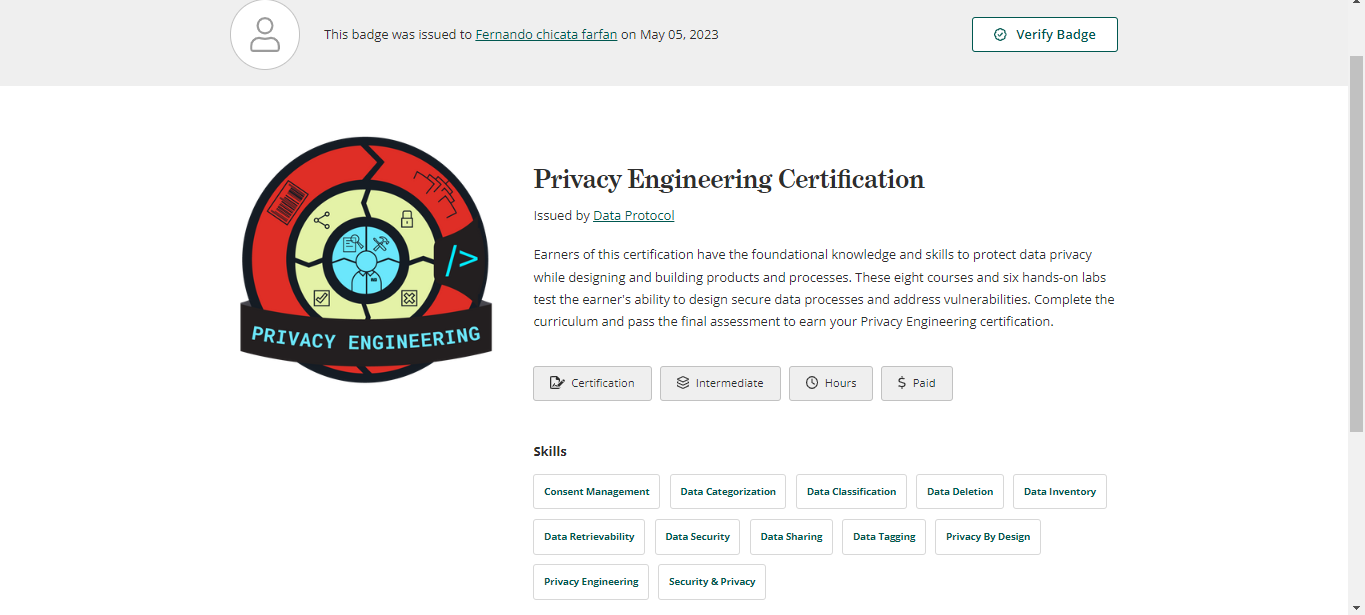 This badge was issued to Fernando chicata farfan on May 05, 2023
Verify Badge
PRIVACY ENGINEERING
Privacy Engineering Certification
Issued by Data Protocol
Earners of this certification have the foundational knowledge and skills to protect data privacy
while designing and building products and processes. These eight courses and six hands-on labs
test the earner's ability to design secure data processes and address vulnerabilities. Complete the
curriculum and pass the final assessment to earn your Privacy Engineering certification.
Certification
Intermediate
Hours
$ Paid
Skills
Consent Management
Data Categorization
Data Classification
Data Deletion
Data Inventory
Data Retrievability
Data Security
Data Sharing
Data Tagging
Privacy By Design
Privacy Engineering
Security & Privacy